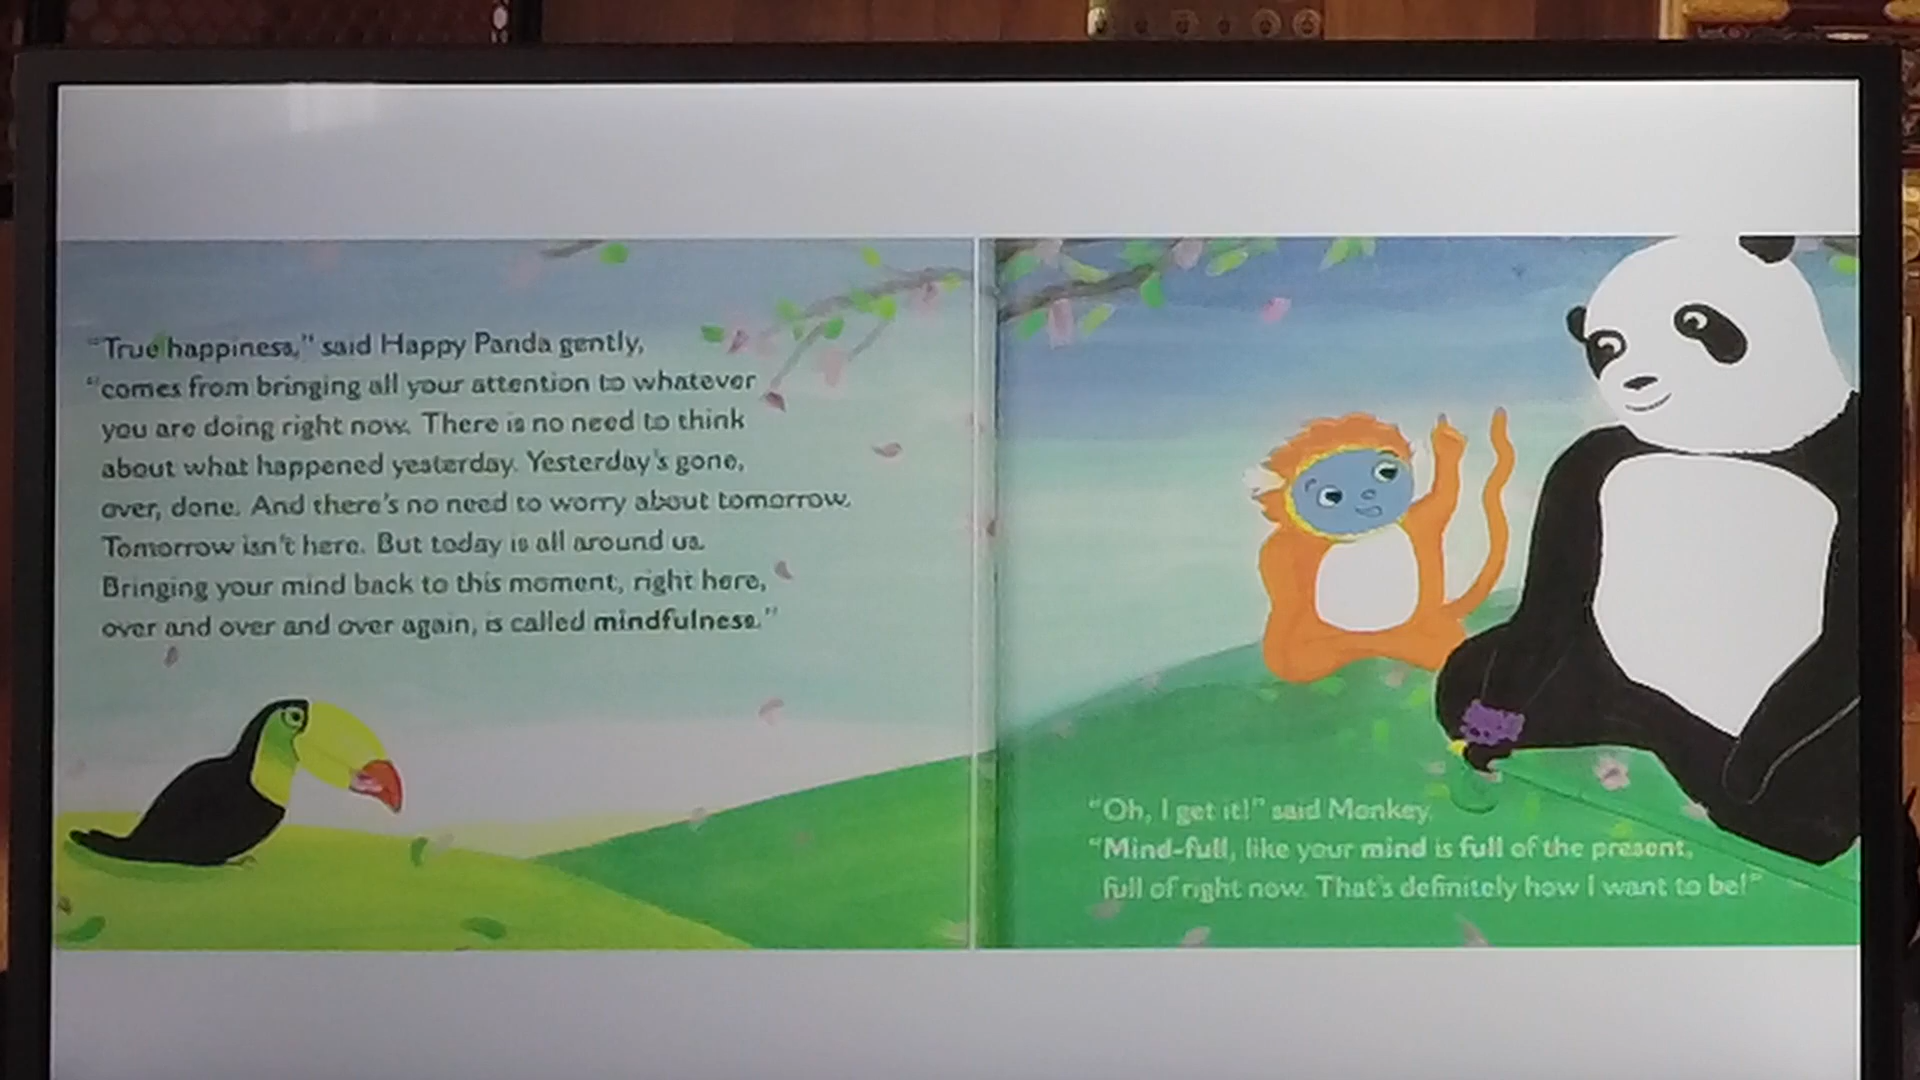 "True happiness," said Happy Panda gently,
"comes from bringing all your attention to whatever
you are doing right now. There is no need to think
about what happened yesterday. Yesterday's gone,
over, done. And there's no need to worry about tomorrow.
Tomorrow isn't here. But today is all around us.
Bringing your mind back to this moment, right here,
over and over and over again, is called mindfulness."
"Oh, I get it!" said Monkey.
"Mind-full, like your mind is full of the present,
full of right now. That's definitely how I want to be!"